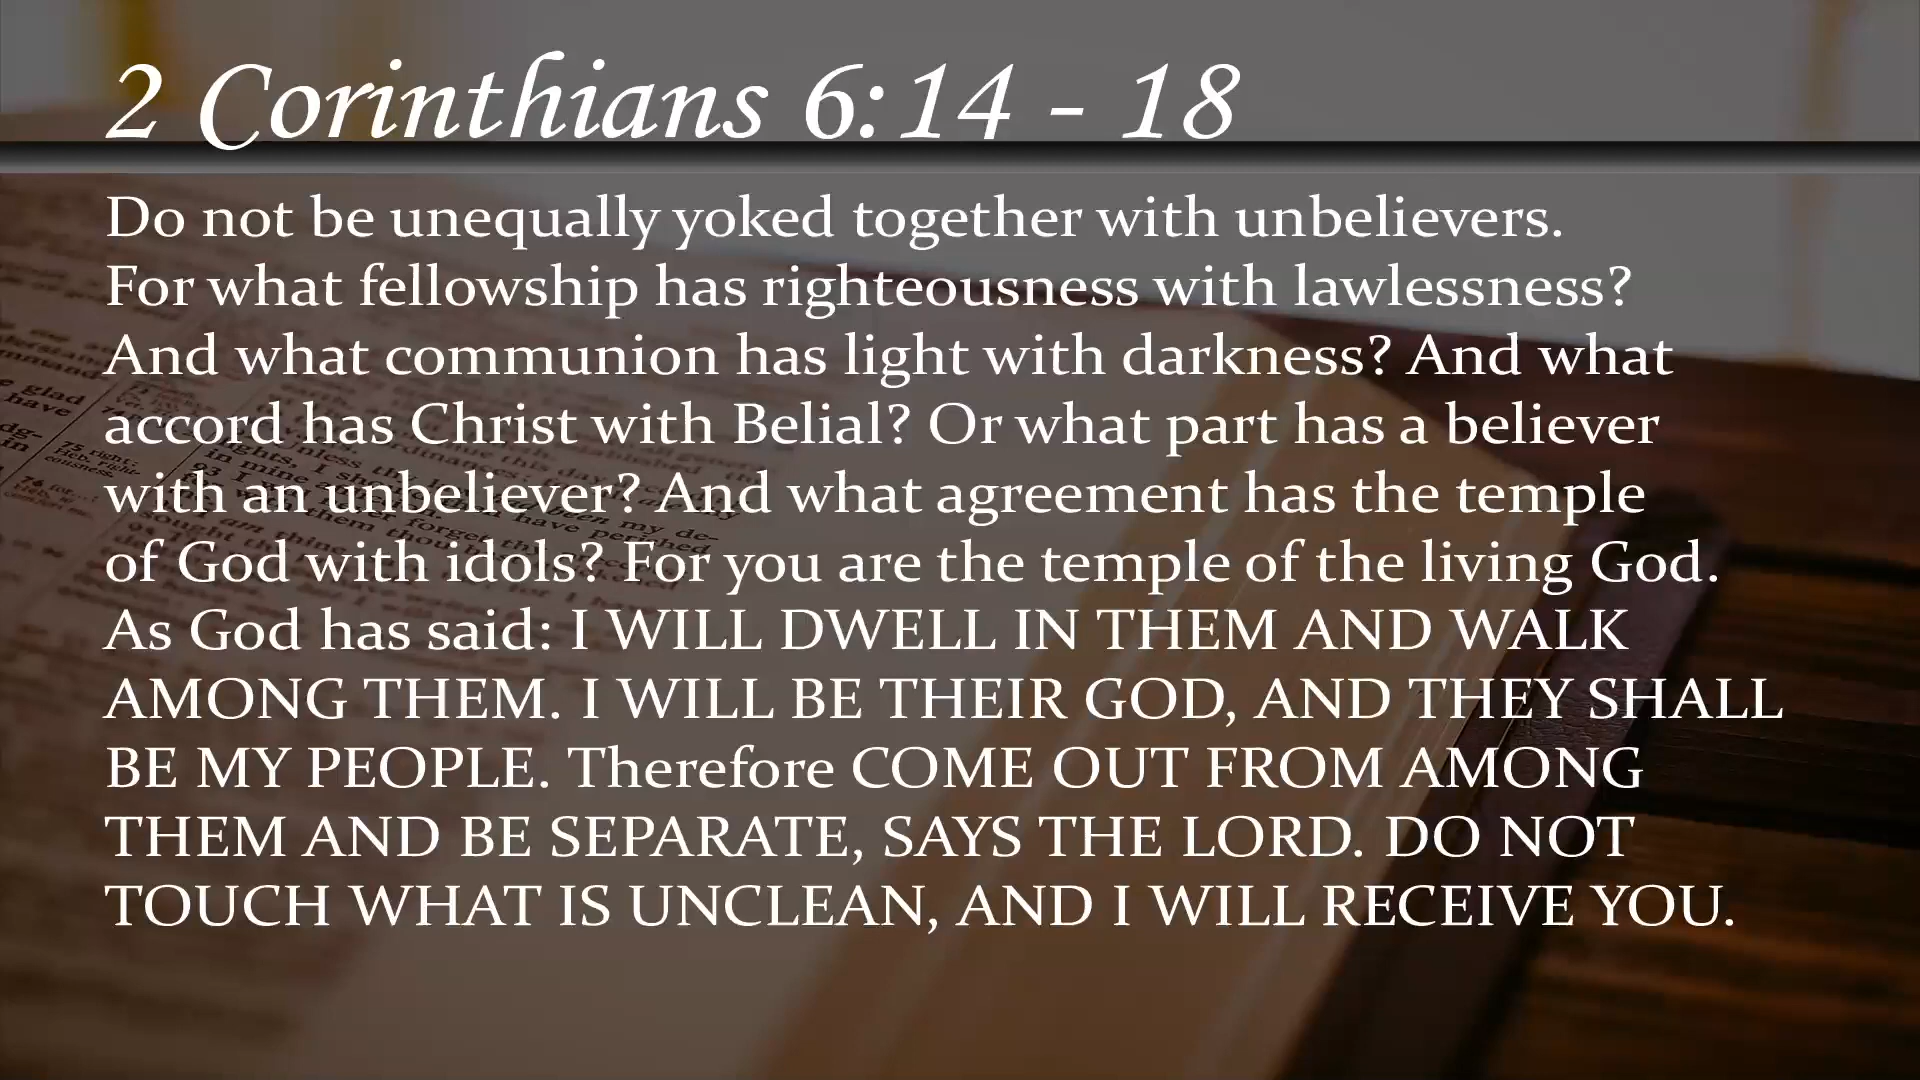 2 Corinthians 6:14 - 18
Do not be unequally yoked together with unbelievers.
For what fellowship has righteousness with lawlessness?
And what communion has light with darkness? And what
accord has Christ with Belial? Or what part has a believer
with an unbeliever? And what agreement has the temple
of God with idols? For you are the temple of the living God.
As God has said: I WILL DWELL IN THEM AND WALK
AMONG THEM. I WILL BE THEIR GOD, AND THEY SHALL
BE MY PEOPLE. Therefore COME OUT FROM AMONG
THEM AND BE SEPARATE, SAYS THE LORD. DO NOT
TOUCH WHAT IS UNCLEAN, AND I WILL RECEIVE YOU.